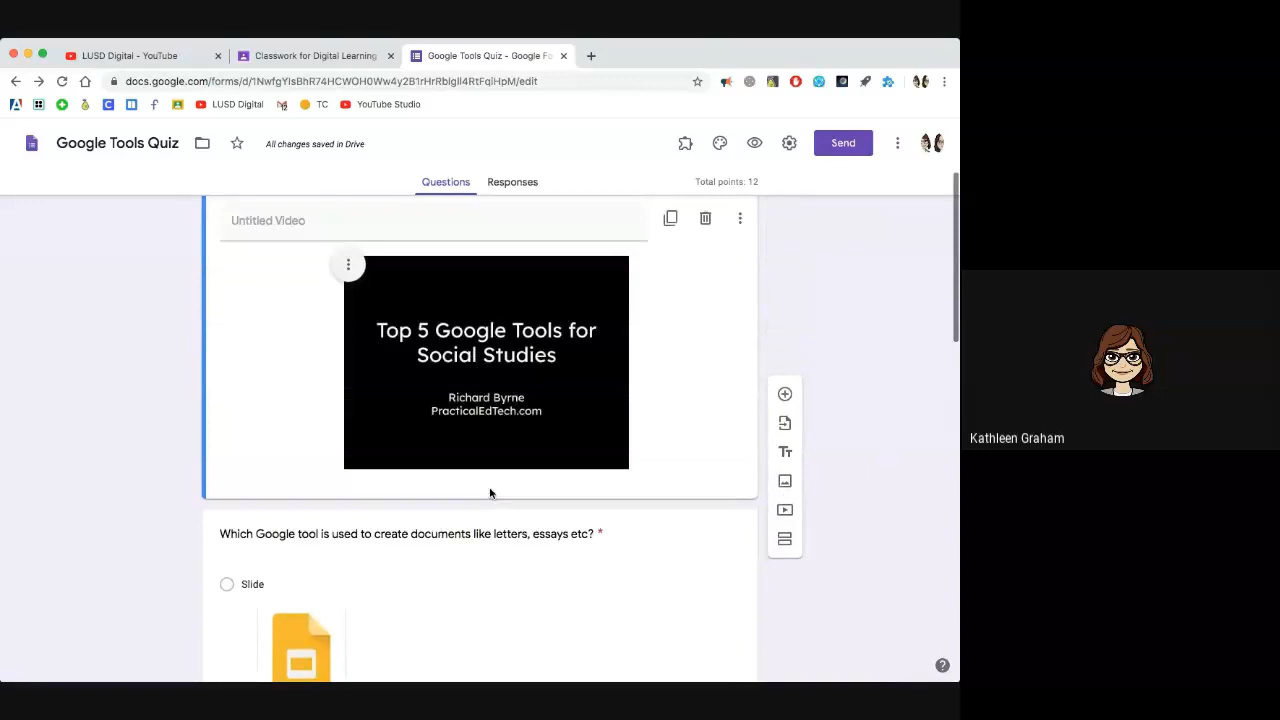 LUSD Digital - YouTube
Classwork for Digital Learning
Google Tools Quiz - Google Fo
docs.google.com/forms/d/
/edit
LUSD Digital
TC
YouTube Studio
Google Tools Quiz
All changes saved in Drive
Send
Questions
Responses
Total points: 12
Untitled Video
Top 5 Google Tools for
Social Studies
Richard Byrne
PracticalEdTech.com
Which Google tool is used to create documents like letters, essays etc? *
Slide
Tт
Kathleen Graham